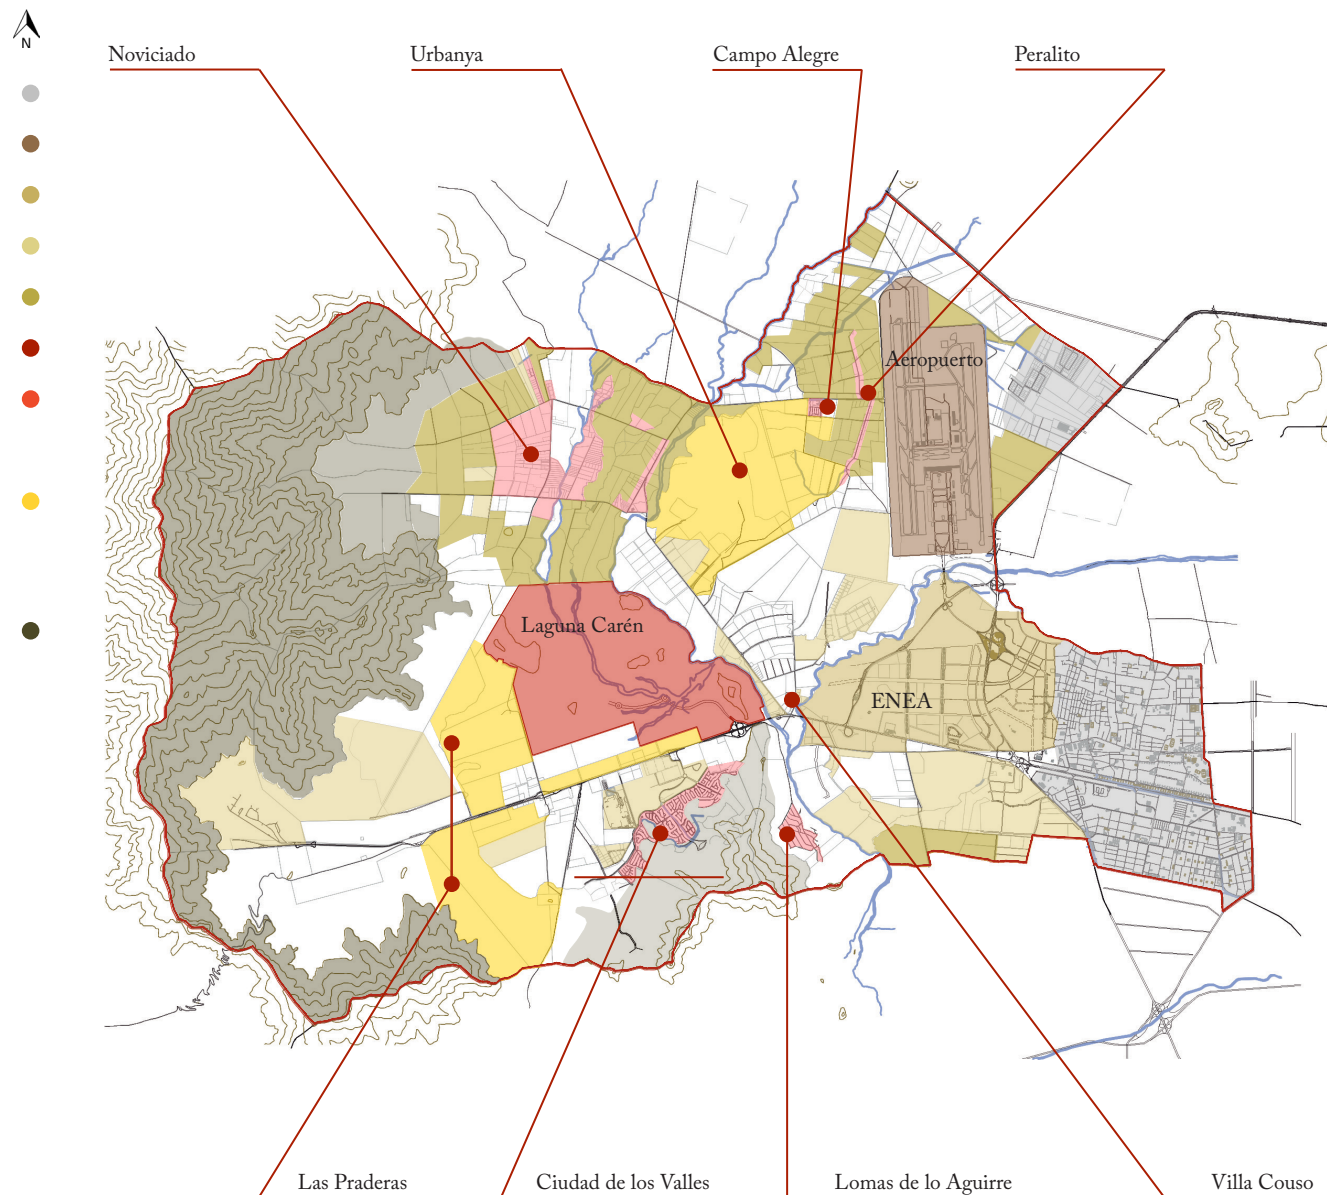 N
Noviciado
Urbanya
Campo Alegre
Peralito
Aeropuerto
Laguna Carén
ENEA
Las Praderas
Ciudad de los Valles
Lomas de lo Aguirre
Villa Couso